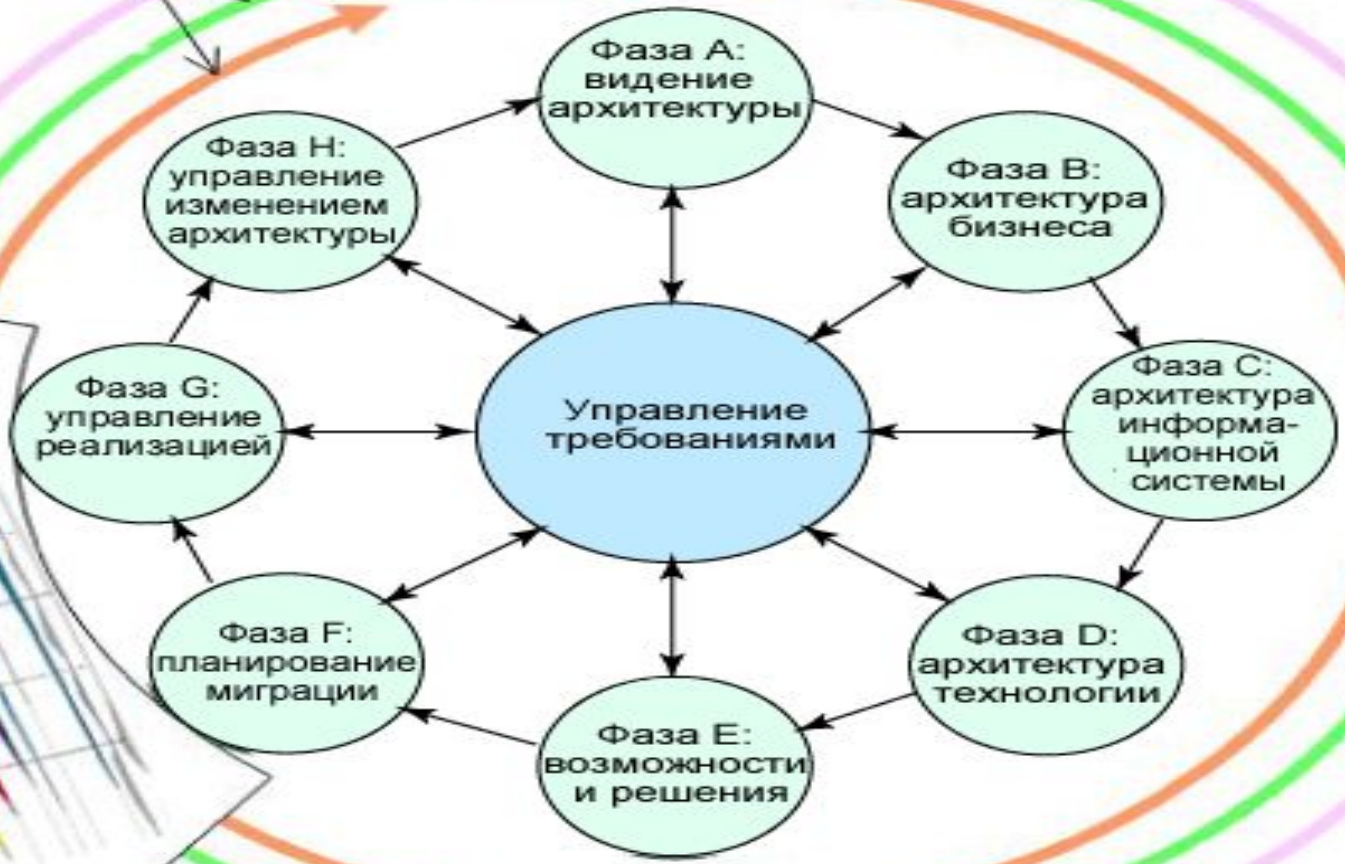 Фаза A:
видение
архитектуры
Фаза B:
архитектура
бизнеса
Фаза C:
архитектура
информа-
ционной
системы
Фаза D:
архитектура
технологии
Фаза E:
возможности
и решения
Фаза F:
планирование
миграции
Фаза G:
управление
реализацией
Фаза H:
управление
изменением
архитектуры
Управление
требованиями